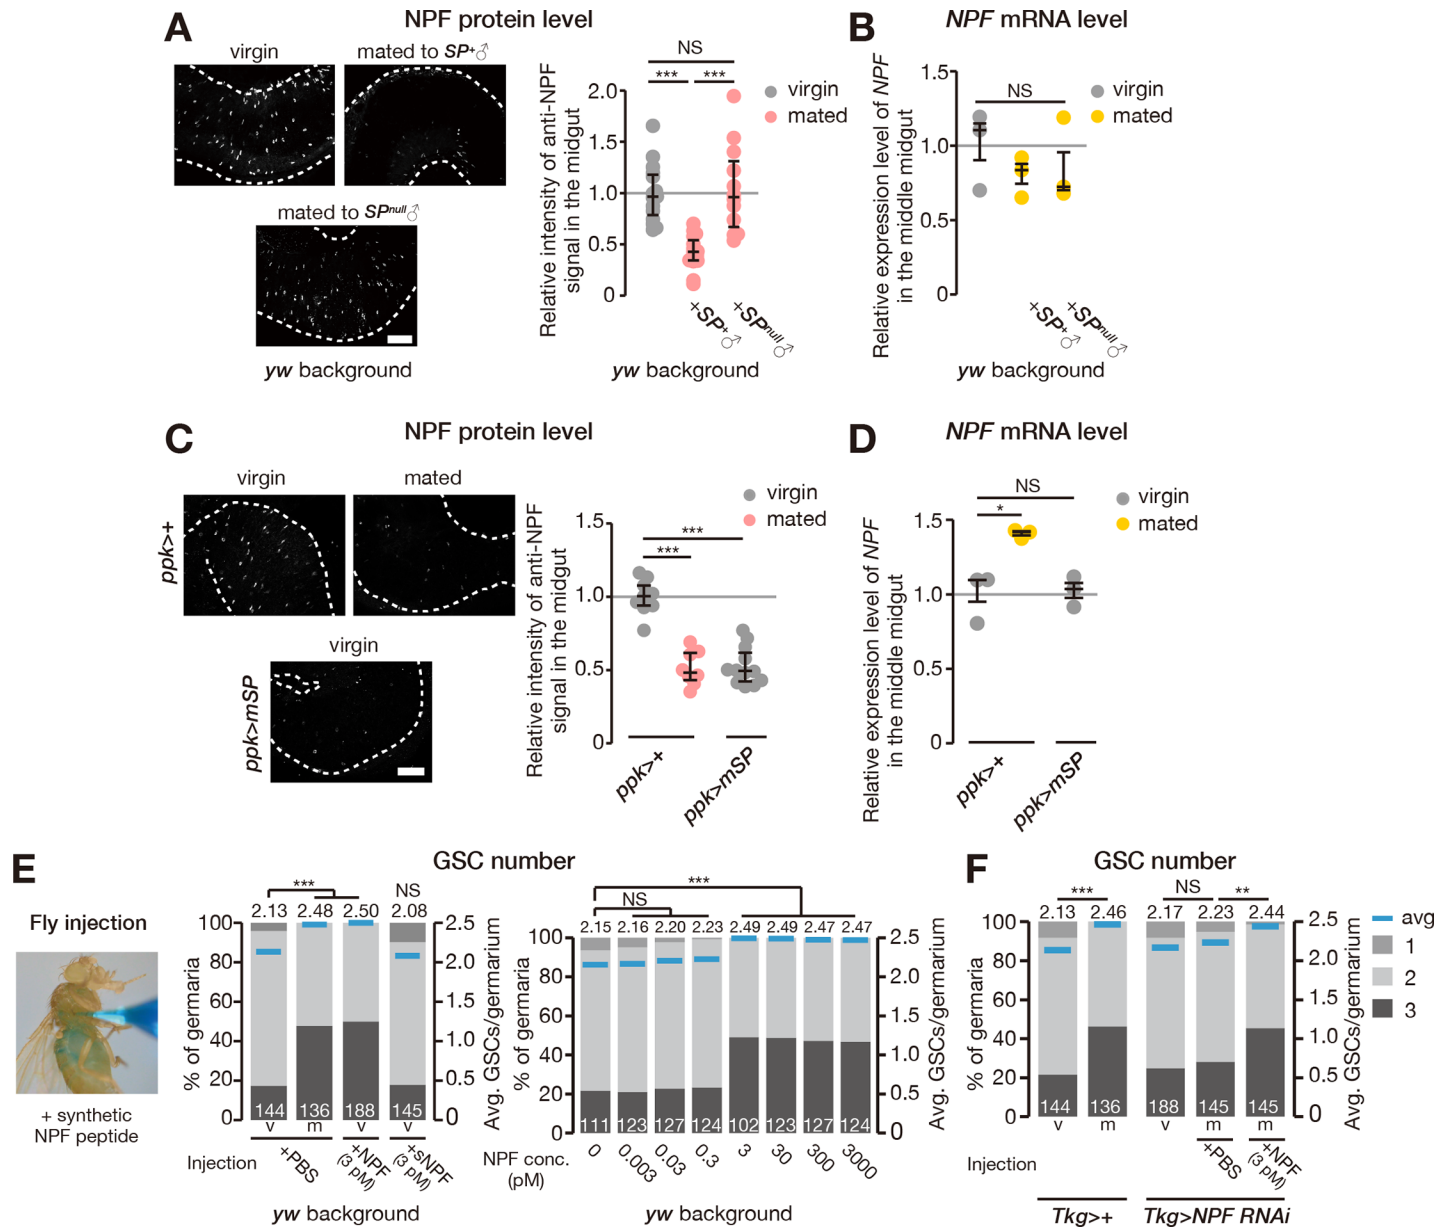 A
NPF protein level
virgin
mated to SP+♂
mated to SPnull♂
yw background
Relative intensity of anti-NPF
signal in the midgut
2.0
1.5
1.0
0.5
0
NS
*** ***
virgin
mated
+SP+♂
+SPnull♂
yw background
B
NPF mRNA level
Relative expression level of NPF
in the middle midgut
1.5
1.0
0.5
0
NS
virgin
mated
+SP+♂
+SPnull♂
yw background
C
NPF protein level
virgin
mated
ppk>+
virgin
ppk>mSP
Relative intensity of anti-NPF
signal in the midgut
1.5
1.0
0.5
0
***
***
virgin
mated
ppk>+
ppk>mSP
D
NPF mRNA level
Relative expression level of NPF
in the middle midgut
1.5
1.0
0.5
0
NS
*
virgin
mated
ppk>+
ppk>mSP
E
GSC number
Fly injection
+ synthetic
NPF peptide
% of germaria
100
80
60
40
20
0
*** NS
2.13 2.48 2.50 2.08
144 136 188 145
v m v v
2.5
2.0
1.5
1.0
0.5
0
Avg. GSCs/germarium
Injection
+PBS
+NPF
(3 pM)
+sNPF
(3 pM)
yw background
% of germaria
100
80
60
40
20
0
***
NS
2.15 2.16 2.20 2.23 2.49 2.49 2.47 2.47
111 123 127 124 102 123 127 124
2.5
2.0
1.5
1.0
0.5
0
Avg. GSCs/germarium
NPF conc.
(pM)
0 0.003 0.03 0.3 3 30 300 3000
yw background
F
GSC number
% of germaria
100
80
60
40
20
0
*** NS **
2.13 2.46 2.17 2.23 2.44
144 136 188 145 145
v m v m m
2.5
2.0
1.5
1.0
0.5
0
Avg. GSCs/germarium
avg
1
2
3
Injection
+PBS
+NPF
(3 pM)
Tkg>+
Tkg>NPF RNAi